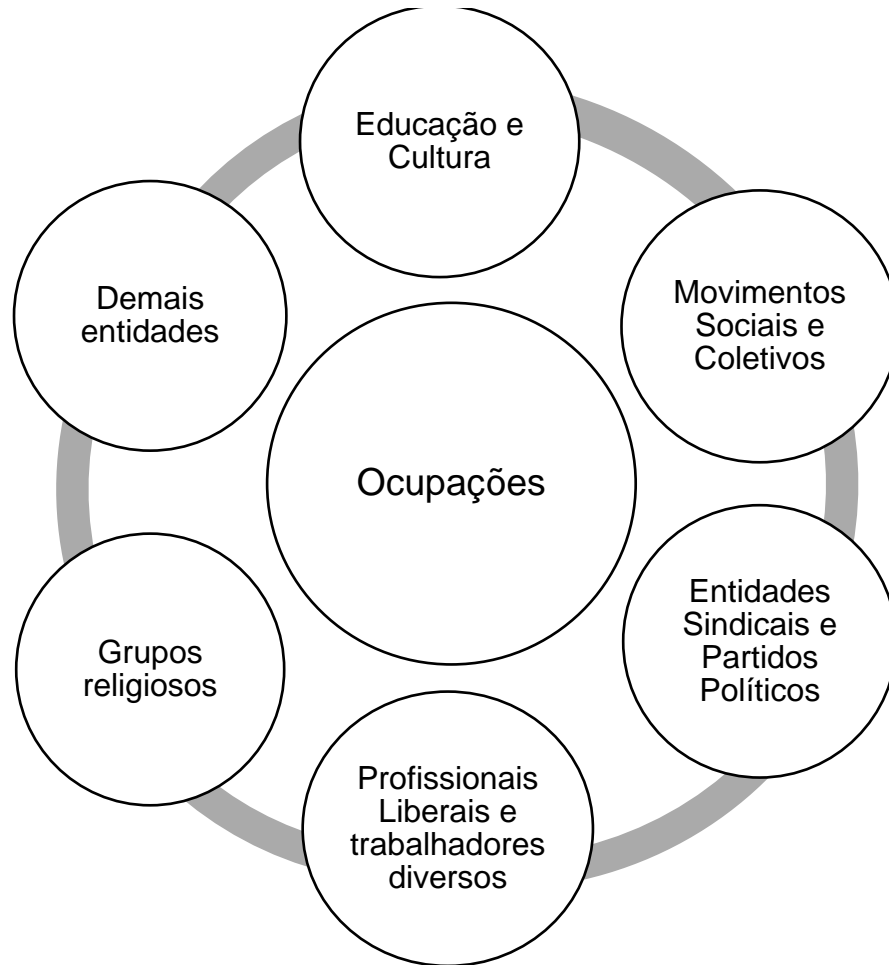 Educação e
Cultura
Demais
entidades
Movimentos
Sociais e
Coletivos
Ocupações
Grupos
religiosos
Entidades
Sindicais e
Partidos
Políticos
Profissionais
Liberais e
trabalhadores
diversos